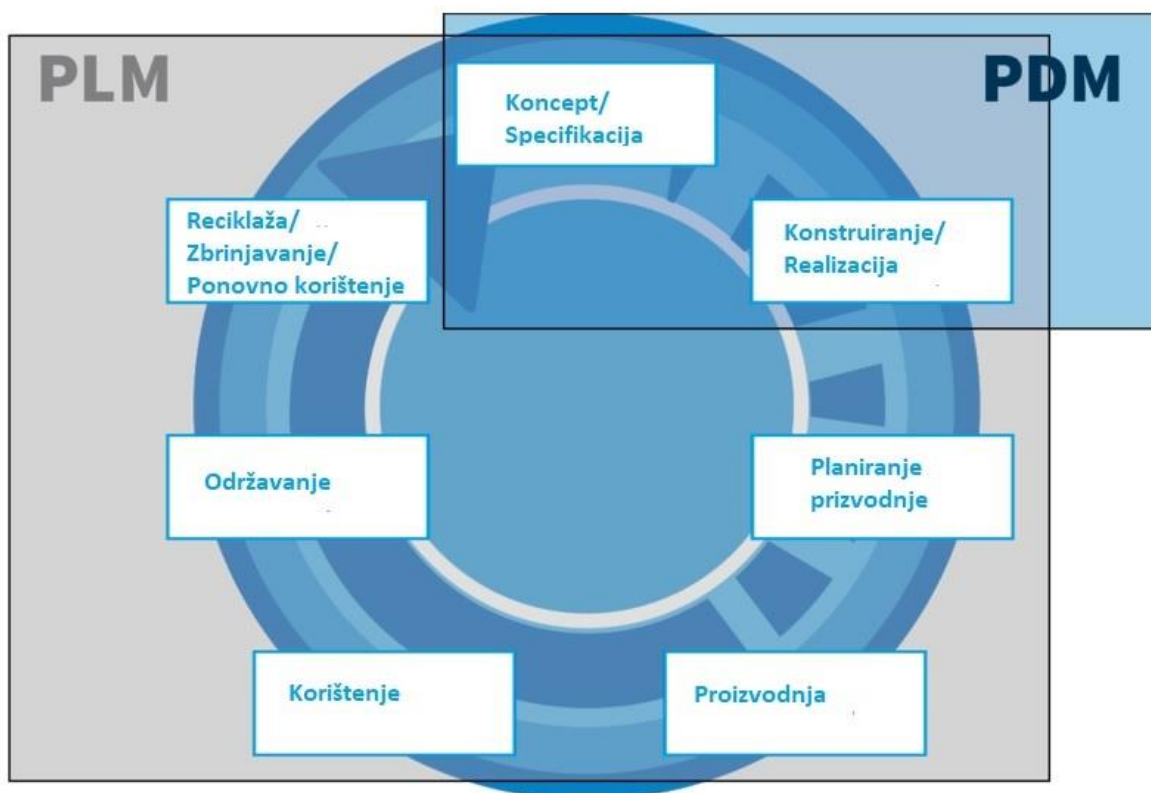 PLM
PDM
Koncept/
Specifikacija
Reciklaža/
Zbrinjavanje/
Ponovno korištenje
Konstruiranje/
Realizacija
Održavanje
Planiranje
prizvodnje
Korištenje
Proizvodnja